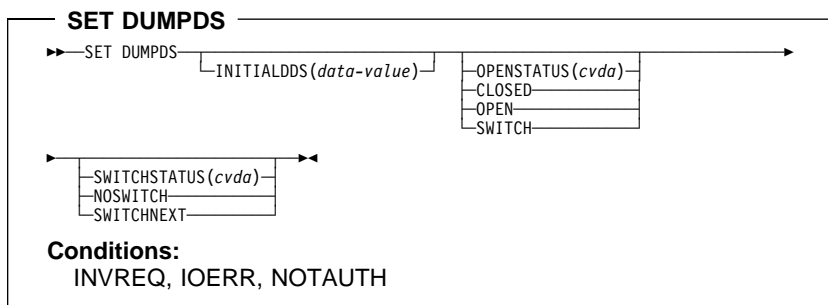 SET DUMPDS
SET DUMPDS
INITIALDDS(data-value)
OPENSTATUS(cvda)
CLOSED
OPEN
SWITCH
SWITCHSTATUS(cvda)
NOSWITCH
SWITCHNEXT
Conditions:
INVREQ, IOERR, NOTAUTH